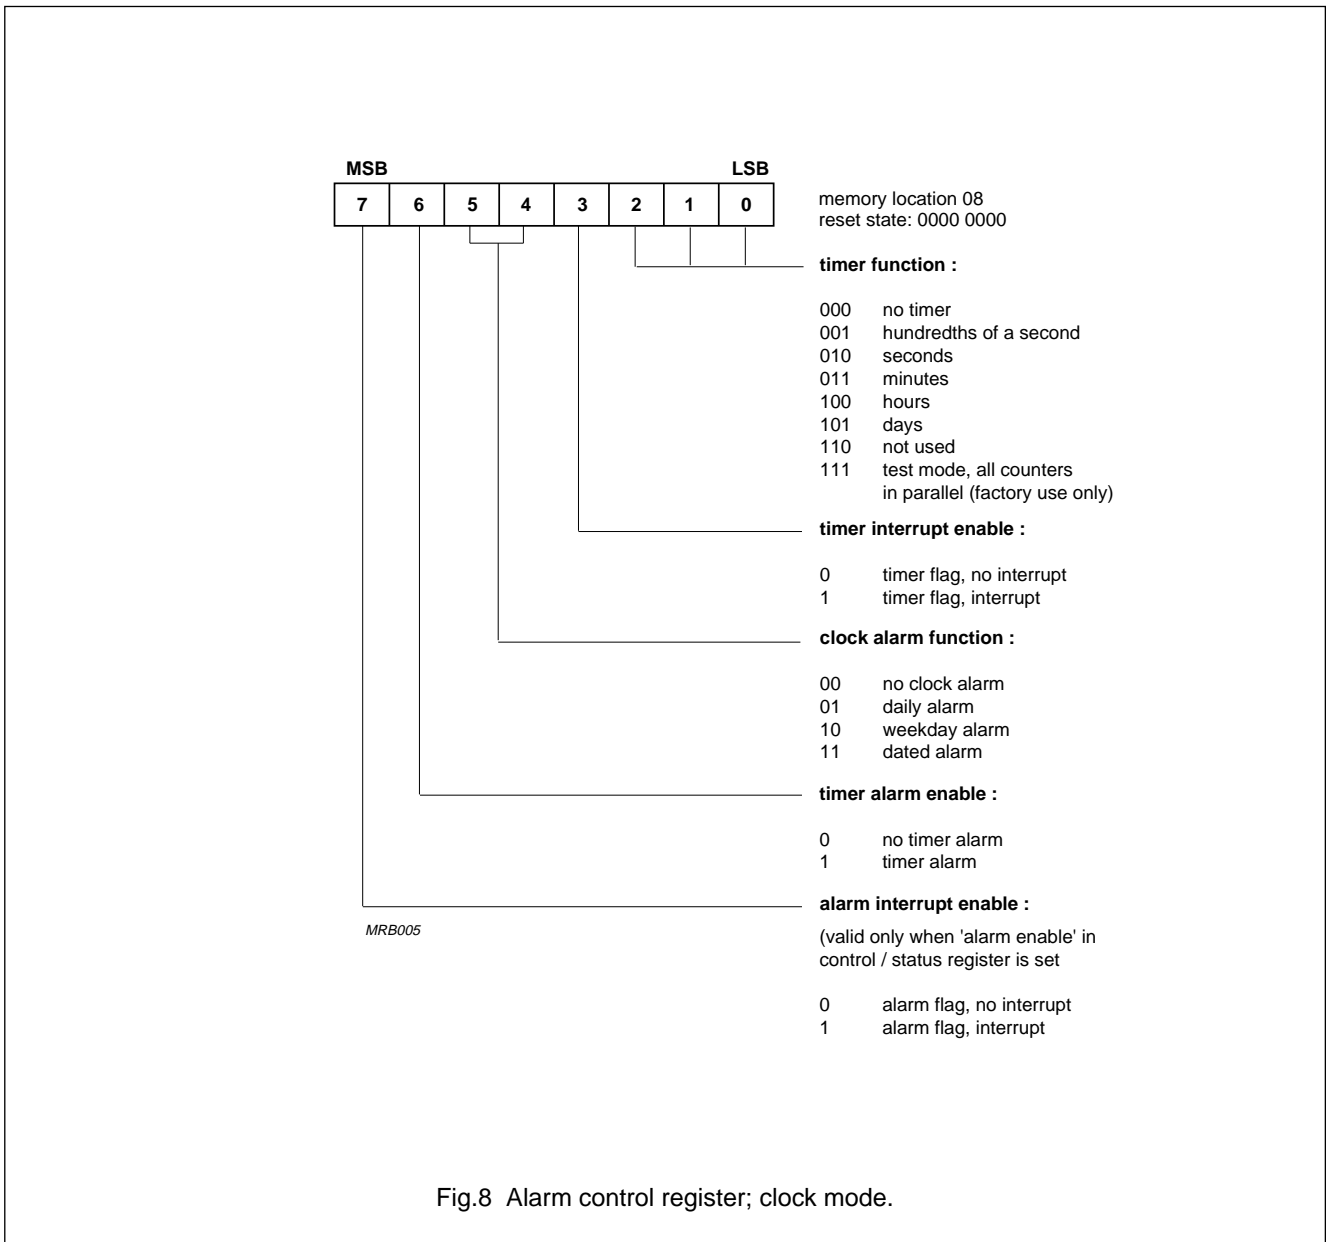 MSB LSB
7 6 5 4 3 2 1 0
memory location 08
reset state: 0000 0000
timer function :
000 no timer
001 hundredths of a second
010 seconds
011 minutes
100 hours
101 days
110 not used
111 test mode, all counters
in parallel (factory use only)
timer interrupt enable :
0 timer flag, no interrupt
1 timer flag, interrupt
clock alarm function :
00 no clock alarm
01 daily alarm
10 weekday alarm
11 dated alarm
timer alarm enable :
0 no timer alarm
1 timer alarm
alarm interrupt enable :
(valid only when 'alarm enable' in
control / status register is set
0 alarm flag, no interrupt
1 alarm flag, interrupt
MRB005
Fig.8 Alarm control register; clock mode.